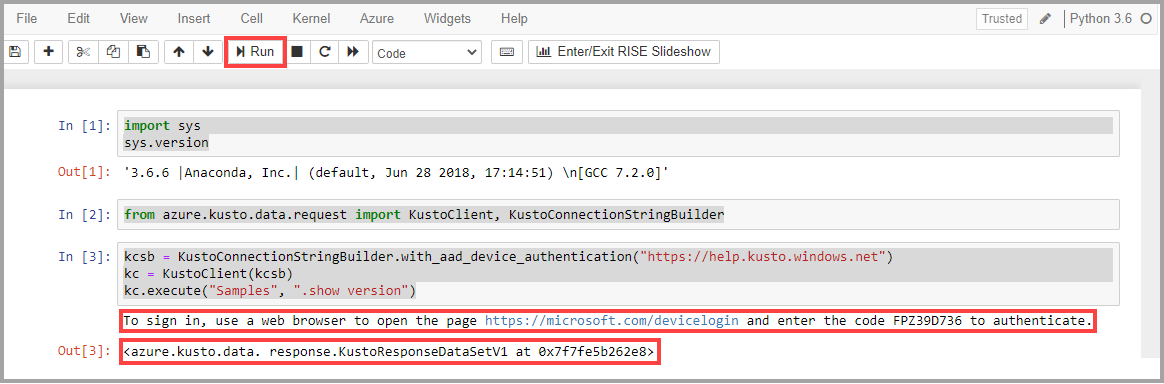 File Edit View Insert Cell Kernel Azure Widgets Help Trusted Python 3.6
Run Code Enter/Exit RISE Slideshow
In [1]: import sys
sys.version
Out[1]: '3.6.6 |Anaconda, Inc.| (default, Jun 28 2018, 17:14:51) \n[GCC 7.2.0]'
In [2]: from azure.kusto.data.request import KustoClient, KustoConnectionStringBuilder
In [3]: kcsb = KustoConnectionStringBuilder.with_aad_device_authentication("https://help.kusto.windows.net")
kc = KustoClient(kcsb)
kc.execute("Samples", ".show version")
To sign in, use a web browser to open the page https://microsoft.com/devicelogin and enter the code FPZ39D736 to authenticate.
Out[3]: <azure.kusto.data. response.KustoResponseDataSetV1 at 0x7f7fe5b262e8>